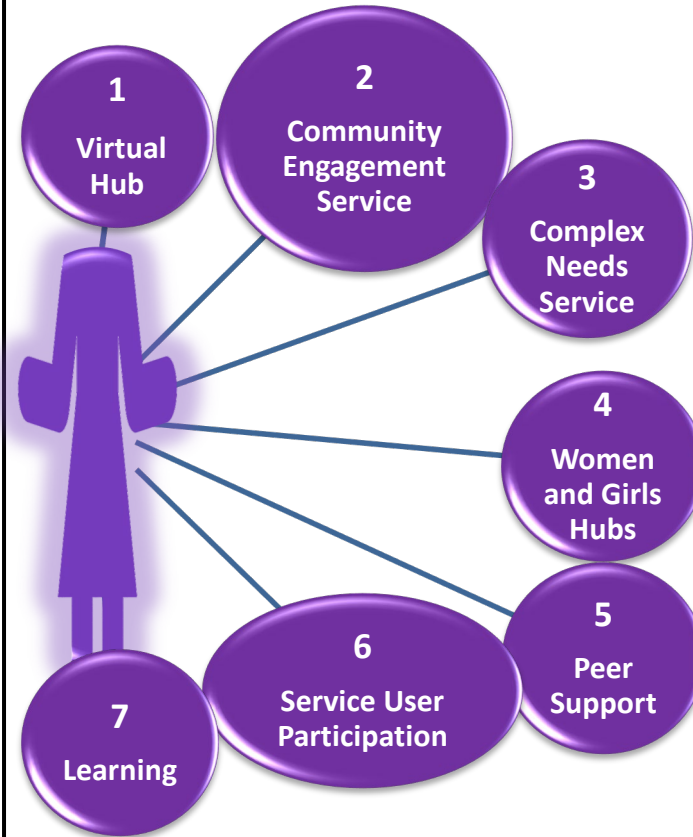 1
Virtual
Hub
2
Community
Engagement
Service
3
Complex
Needs
Service
4
Women
and Girls
Hubs
5
Peer
Support
6
Service User
Participation
7
Learning